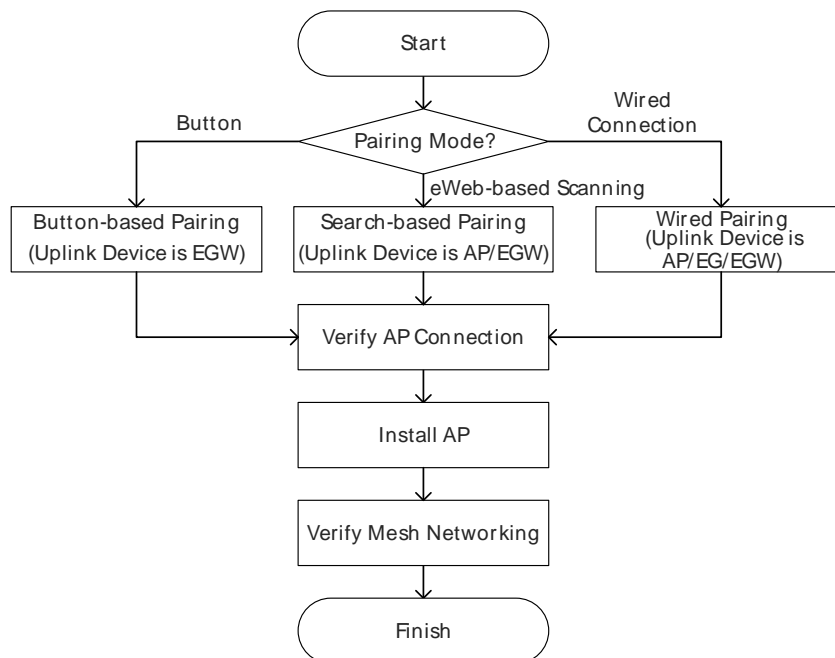 Start
Wired
Button
Connection
Pairing Mode?
eWeb-based Scanning
Button-based Pairing
(Uplink Device is EGW)
Search-based Pairing
(Uplink Device is AP/EGW)
Wired Pairing
(Uplink Device is
AP/EG/EGW)
Verify AP Connection
Install AP
Verify Mesh Networking
Finish